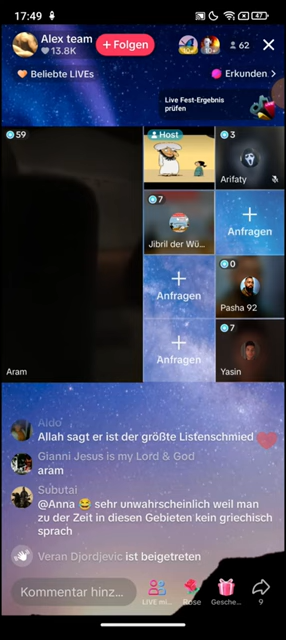 17:49
47
Alex team
13.8K
+ Folgen
62
Beliebte LIVEs
Erkunden >
Live Fest-Ergebnis
prüfen
59
Host
3
Arifaty
7
Jibril der Wü...
Anfragen
Anfragen
0
Pasha 92
Anfragen
7
Yasin
Aram
Aldo
Allah sagt er ist der größte Listenschmied
Gianni Jesus is my Lord & God
aram
Subutai
@Anna 😂 sehr unwahrscheinlich weil man
zu der Zeit in diesen Gebieten kein griechisch
sprach
Veran Djordjevic ist beigetreten
Kommentar hinz...
LIVE mi...
Rose
Gesche...
9